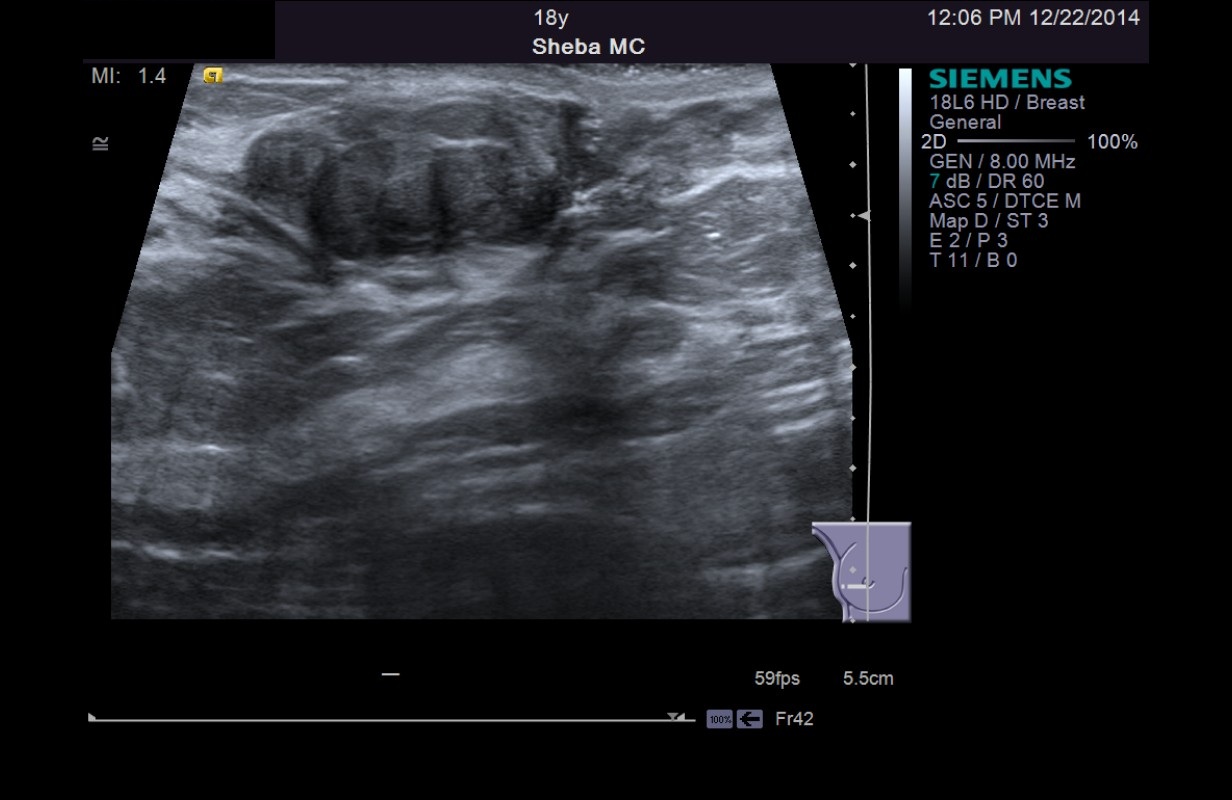 18y
12:06 PM 12/22/2014
Sheba MC
MI: 1.4
SIEMENS
18L6 HD / Breast
General
2D 100%
GEN / 8.00 MHz
7 dB / DR 60
ASC 5 / DTCE M
Map D / ST 3
E 2 / P 3
T 11 / B 0
59fps 5.5cm
100% Fr42